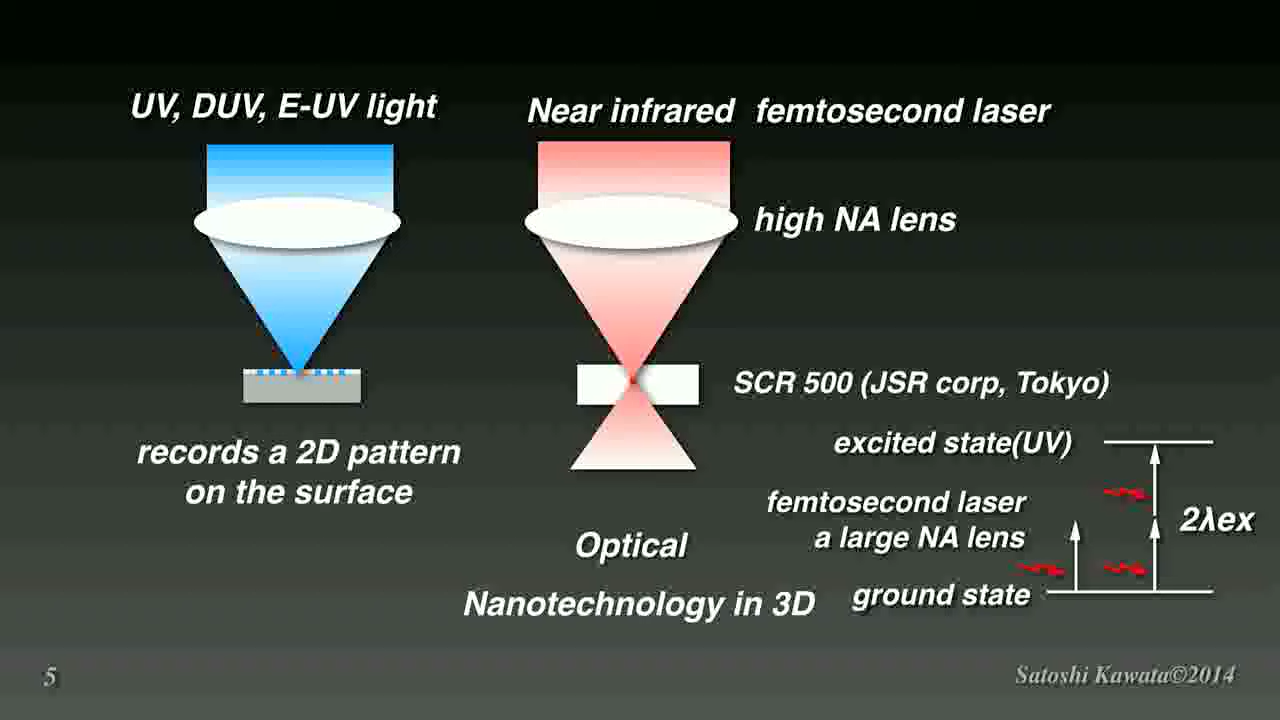 UV, DUV, E-UV light
Near infrared femtosecond laser
high NA lens
SCR 500 (JSR corp, Tokyo)
records a 2D pattern
on the surface
excited state(UV)
femtosecond laser
a large NA lens
2λex
ground state
Optical
Nanotechnology in 3D
5
Satoshi Kawata©2014